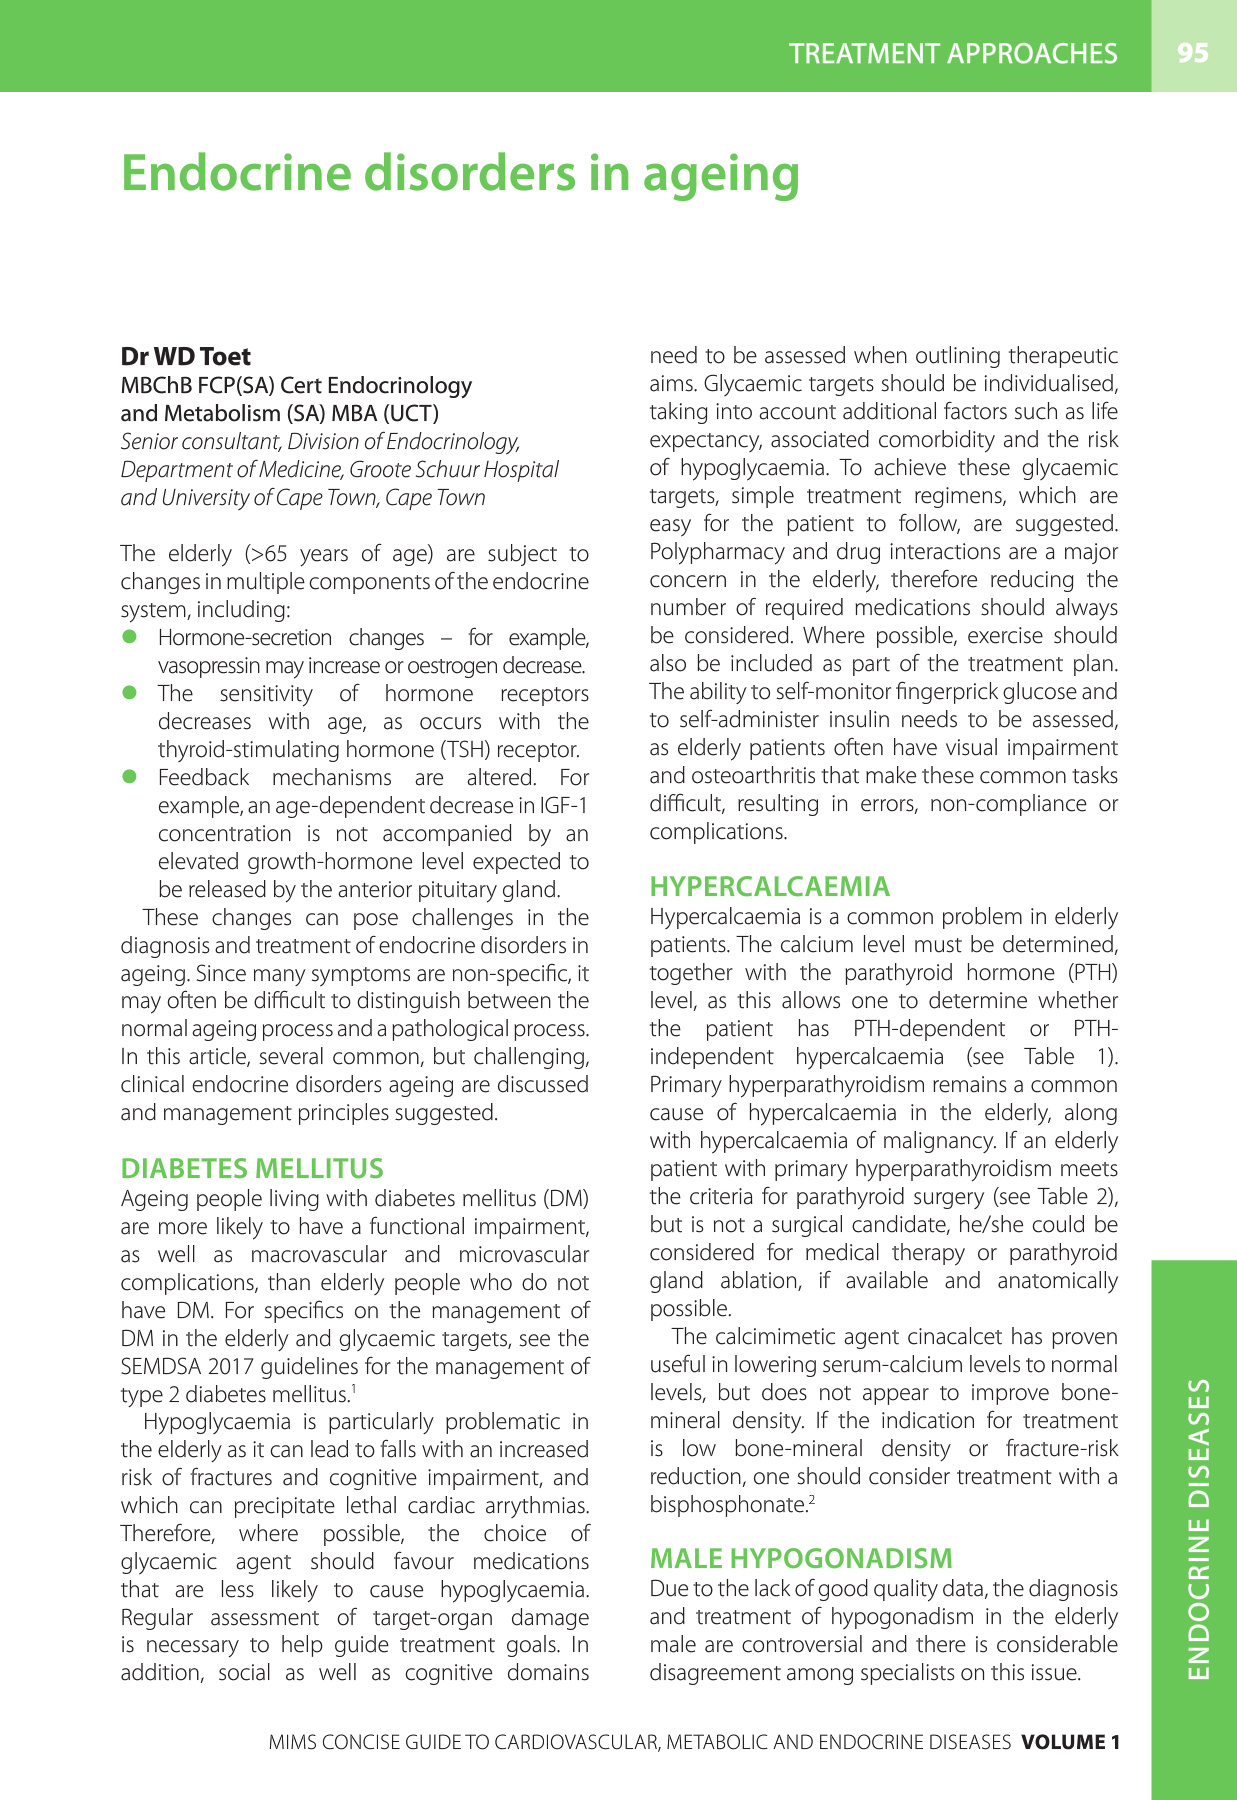 TREATMENT APPROACHES 95
Endocrine disorders in ageing
Dr WD Toet
MBChB FCP(SA) Cert Endocrinology
and Metabolism (SA) MBA (UCT)
Senior consultant, Division of Endocrinology,
Department of Medicine, Groote Schuur Hospital
and University of Cape Town, Cape Town
The elderly (>65 years of age) are subject to
changes in multiple components of the endocrine
system, including:
● Hormone-secretion changes – for example,
vasopressin may increase or oestrogen decrease.
● The sensitivity of hormone receptors
decreases with age, as occurs with the
thyroid-stimulating hormone (TSH) receptor.
● Feedback mechanisms are altered. For
example, an age-dependent decrease in IGF-1
concentration is not accompanied by an
elevated growth-hormone level expected to
be released by the anterior pituitary gland.
These changes can pose challenges in the
diagnosis and treatment of endocrine disorders in
ageing. Since many symptoms are non-specific, it
may often be difficult to distinguish between the
normal ageing process and a pathological process.
In this article, several common, but challenging,
clinical endocrine disorders ageing are discussed
and management principles suggested.
DIABETES MELLITUS
Ageing people living with diabetes mellitus (DM)
are more likely to have a functional impairment,
as well as macrovascular and microvascular
complications, than elderly people who do not
have DM. For specifics on the management of
DM in the elderly and glycaemic targets, see the
SEMDSA 2017 guidelines for the management of
type 2 diabetes mellitus.1
Hypoglycaemia is particularly problematic in
the elderly as it can lead to falls with an increased
risk of fractures and cognitive impairment, and
which can precipitate lethal cardiac arrythmias.
Therefore, where possible, the choice of
glycaemic agent should favour medications
that are less likely to cause hypoglycaemia.
Regular assessment of target-organ damage
is necessary to help guide treatment goals. In
addition, social as well as cognitive domains
need to be assessed when outlining therapeutic
aims. Glycaemic targets should be individualised,
taking into account additional factors such as life
expectancy, associated comorbidity and the risk
of hypoglycaemia. To achieve these glycaemic
targets, simple treatment regimens, which are
easy for the patient to follow, are suggested.
Polypharmacy and drug interactions are a major
concern in the elderly, therefore reducing the
number of required medications should always
be considered. Where possible, exercise should
also be included as part of the treatment plan.
The ability to self-monitor fingerprick glucose and
to self-administer insulin needs to be assessed,
as elderly patients often have visual impairment
and osteoarthritis that make these common tasks
difficult, resulting in errors, non-compliance or
complications.
HYPERCALCAEMIA
Hypercalcaemia is a common problem in elderly
patients. The calcium level must be determined,
together with the parathyroid hormone (PTH)
level, as this allows one to determine whether
the patient has PTH-dependent or PTH-
independent hypercalcaemia (see Table 1).
Primary hyperparathyroidism remains a common
cause of hypercalcaemia in the elderly, along
with hypercalcaemia of malignancy. If an elderly
patient with primary hyperparathyroidism meets
the criteria for parathyroid surgery (see Table 2),
but is not a surgical candidate, he/she could be
considered for medical therapy or parathyroid
gland ablation, if available and anatomically
possible.
The calcimimetic agent cinacalcet has proven
useful in lowering serum-calcium levels to normal
levels, but does not appear to improve bone-
mineral density. If the indication for treatment
is low bone-mineral density or fracture-risk
reduction, one should consider treatment with a
bisphosphonate.2
MALE HYPOGONADISM
Due to the lack of good quality data, the diagnosis
and treatment of hypogonadism in the elderly
male are controversial and there is considerable
disagreement among specialists on this issue.
ENDOCRINE DISEASES
MIMS CONCISE GUIDE TO CARDIOVASCULAR, METABOLIC AND ENDOCRINE DISEASES VOLUME 1